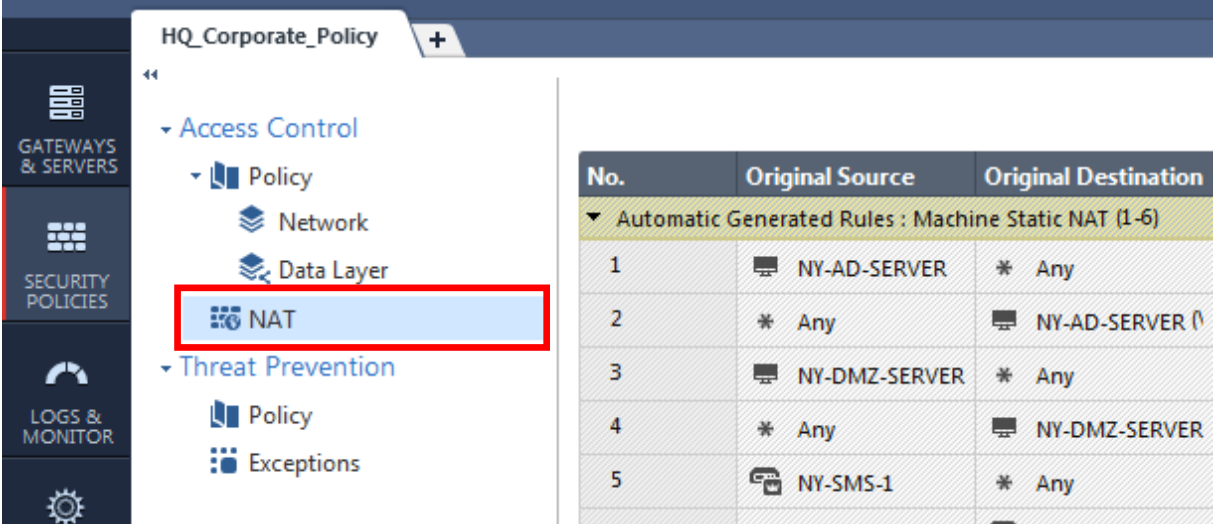 HQ_Corporate_Policy
+
GATEWAYS
& SERVERS
SECURITY
POLICIES
LOGS &
MONITOR
Access Control
Policy
Network
Data Layer
NAT
Threat Prevention
Policy
Exceptions
No. Original Source Original Destination
Automatic Generated Rules : Machine Static NAT (1-6)
1 NY-AD-SERVER * Any
2 * Any NY-AD-SERVER (
3 NY-DMZ-SERVER * Any
4 * Any NY-DMZ-SERVER
5 NY-SMS-1 * Any